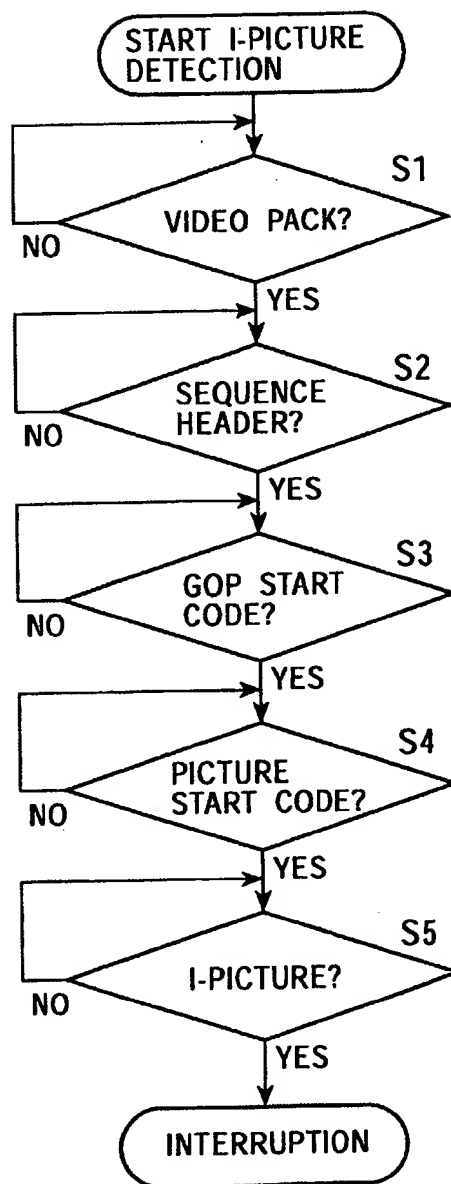 START I-PICTURE
DETECTION
S1
VIDEO PACK?
NO
YES
S2
SEQUENCE
HEADER?
NO
YES
S3
GOP START
CODE?
NO
YES
S4
PICTURE
START CODE?
NO
YES
S5
I-PICTURE?
NO
YES
INTERRUPTION